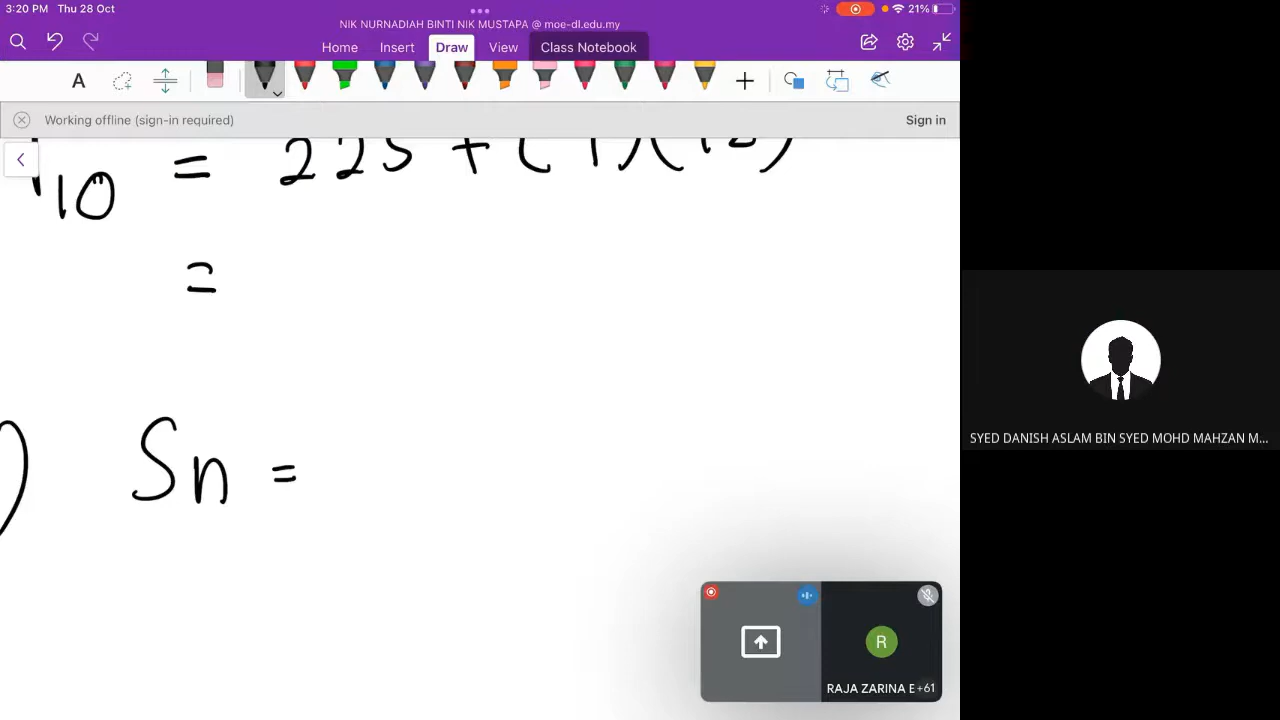 3:20 PM Thu 28 Oct
21%
NIK NURNADIAH BINTI NIK MUSTAPA @ moe-dl.edu.my
Home Insert Draw View Class Notebook
A
Working offline (sign-in required) Sign in
10 = 225 + (
=
) Sn =
SYED DANISH ASLAM BIN SYED MOHD MAHZAN M...
R
RAJA ZARINA E +61